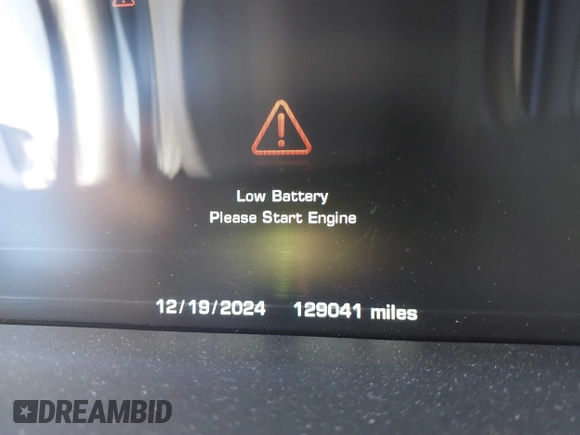 Low Battery
Please Start Engine
12/19/2024 129041 miles
DREAMBID